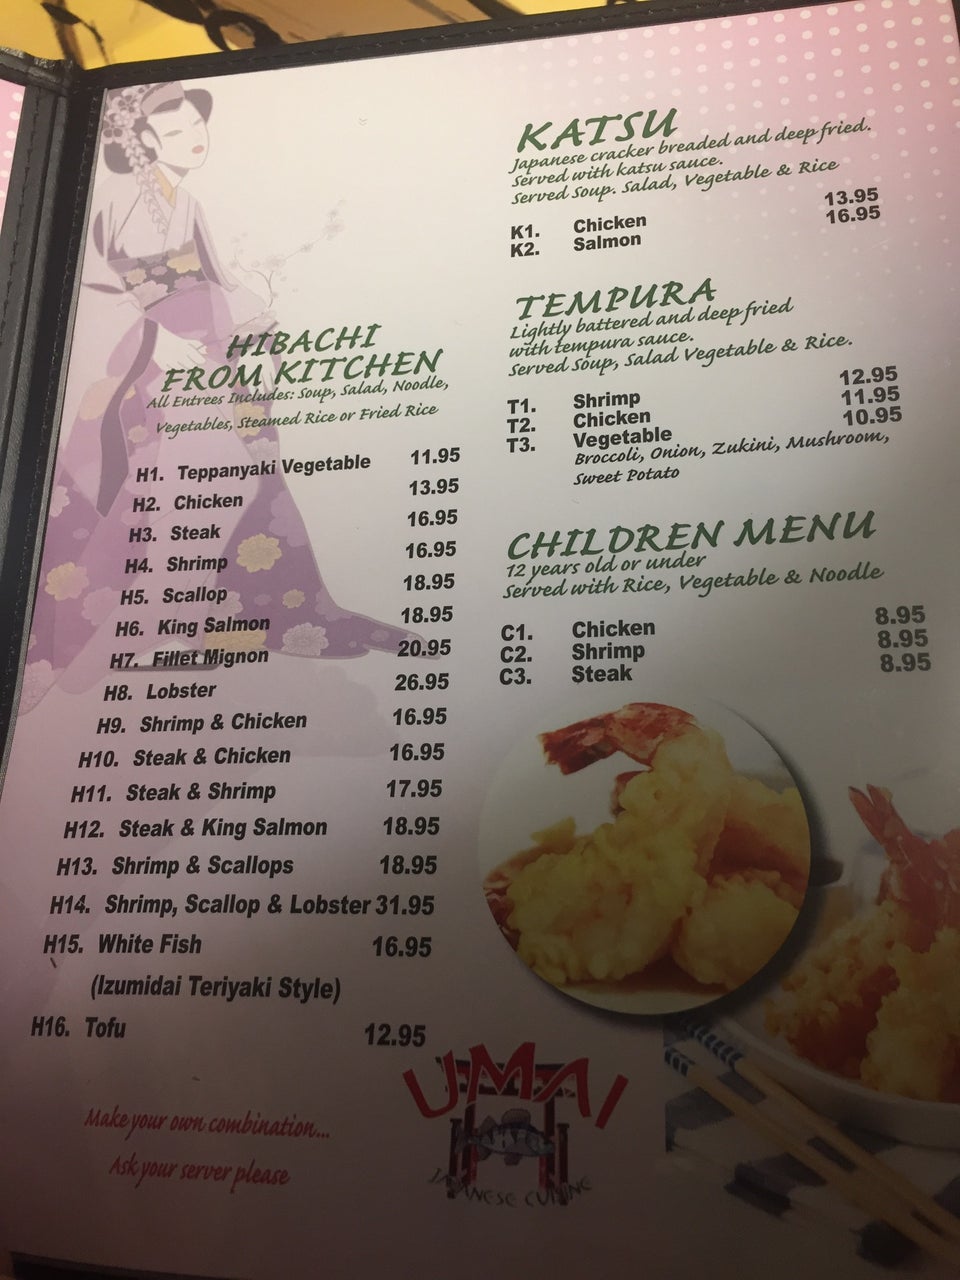 HIBACHI
FROM KITCHEN
All Entrees Includes: Soup, Salad, Noodle,
Vegetables, Steamed Rice or Fried Rice
H1. Teppanyaki Vegetable 11.95
H2. Chicken 13.95
H3. Steak 16.95
H4. Shrimp 16.95
H5. Scallop 18.95
H6. King Salmon 18.95
H7. Fillet Mignon 20.95
H8. Lobster 26.95
H9. Shrimp & Chicken 16.95
H10. Steak & Chicken 16.95
H11. Steak & Shrimp 17.95
H12. Steak & King Salmon 18.95
H13. Shrimp & Scallops 18.95
H14. Shrimp, Scallop & Lobster 31.95
H15. White Fish 16.95
(Izumidai Teriyaki Style)
H16. Tofu 12.95
Make your own combination...
Ask your server please
KATSU
Japanese cracker breaded and deep fried.
Served with katsu sauce.
Served Soup. Salad, Vegetable & Rice
K1. Chicken 13.95
K2. Salmon 16.95
TEMPURA
Lightly battered and deep fried
with tempura sauce.
Served Soup, Salad Vegetable & Rice.
T1. Shrimp 12.95
T2. Chicken 11.95
T3. Vegetable 10.95
Broccoli, Onion, Zukini, Mushroom,
Sweet Potato
CHILDREN MENU
12 years old or under
Served with Rice, Vegetable & Noodle
C1. Chicken 8.95
C2. Shrimp 8.95
C3. Steak 8.95
UMAI
JAPANESE CUISINE